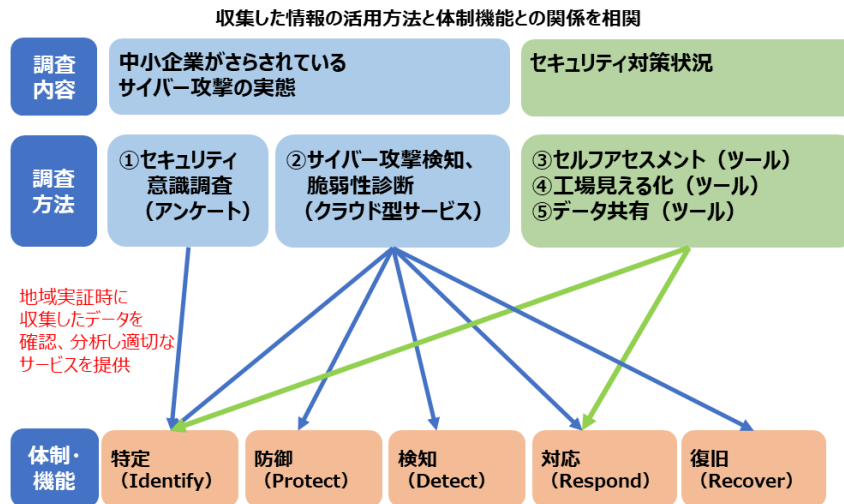 収集した情報の活用方法と体制機能との関係を相関
調査
内容
中小企業がさらされている
サイバー攻撃の実態
セキュリティ対策状況
調査
方法
①セキュリティ
意識調査
（アンケート）
②サイバー攻撃検知、
脆弱性診断
（クラウド型サービス）
③セルフアセスメント（ツール）
④工場見える化（ツール）
⑤データ共有（ツール）
地域実証時に
収集したデータを
確認、分析し適切な
サービスを提供
体制・
機能
特定
（Identify）
防御
（Protect）
検知
（Detect）
対応
（Respond）
復旧
（Recover）